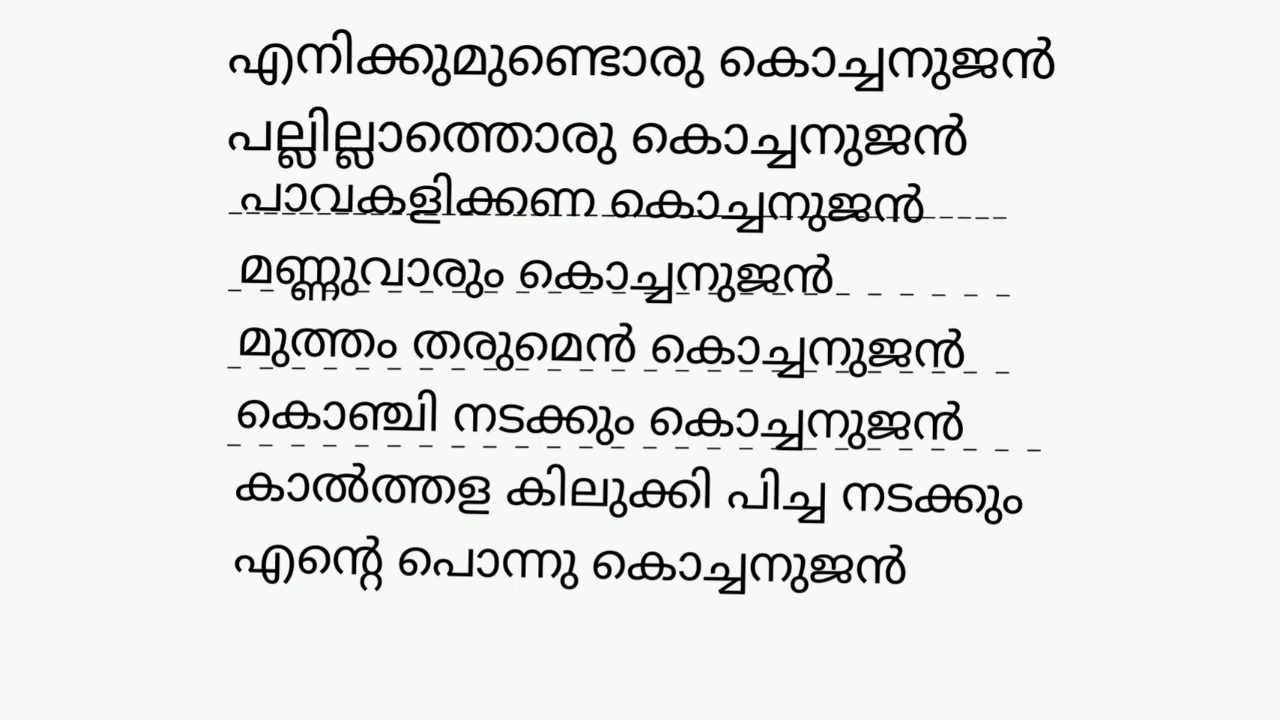 എനിക്കുമുണ്ടൊരു കൊച്ചനുജൻ
പല്ലില്ലാത്തൊരു കൊച്ചനുജൻ
പാവകളിക്കണ കൊച്ചനുജൻ
മണ്ണുവാരും കൊച്ചനുജൻ
മുത്തം തരുമെൻ കൊച്ചനുജൻ
കൊഞ്ചി നടക്കും കൊച്ചനുജൻ
കാൽത്തള കിലുക്കി പിച്ച നടക്കും
എന്റെ പൊന്നു കൊച്ചനുജൻ